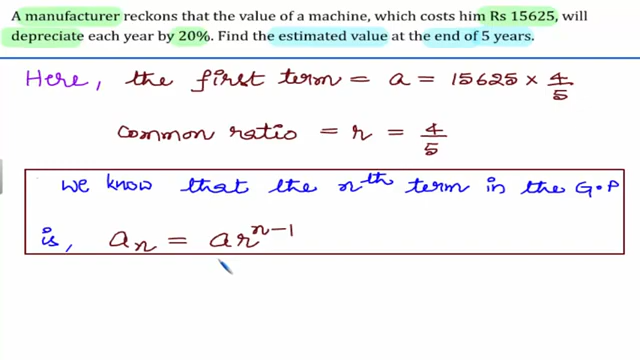 A manufacturer reckons that the value of a machine, which costs him Rs 15625, will
depreciate each year by 20%. Find the estimated value at the end of 5 years.
Here, the first term = a = 15625 × 4/5
common ratio = r = 4/5
We know that the nth term in the G.P
is, aₙ = arⁿ⁻¹